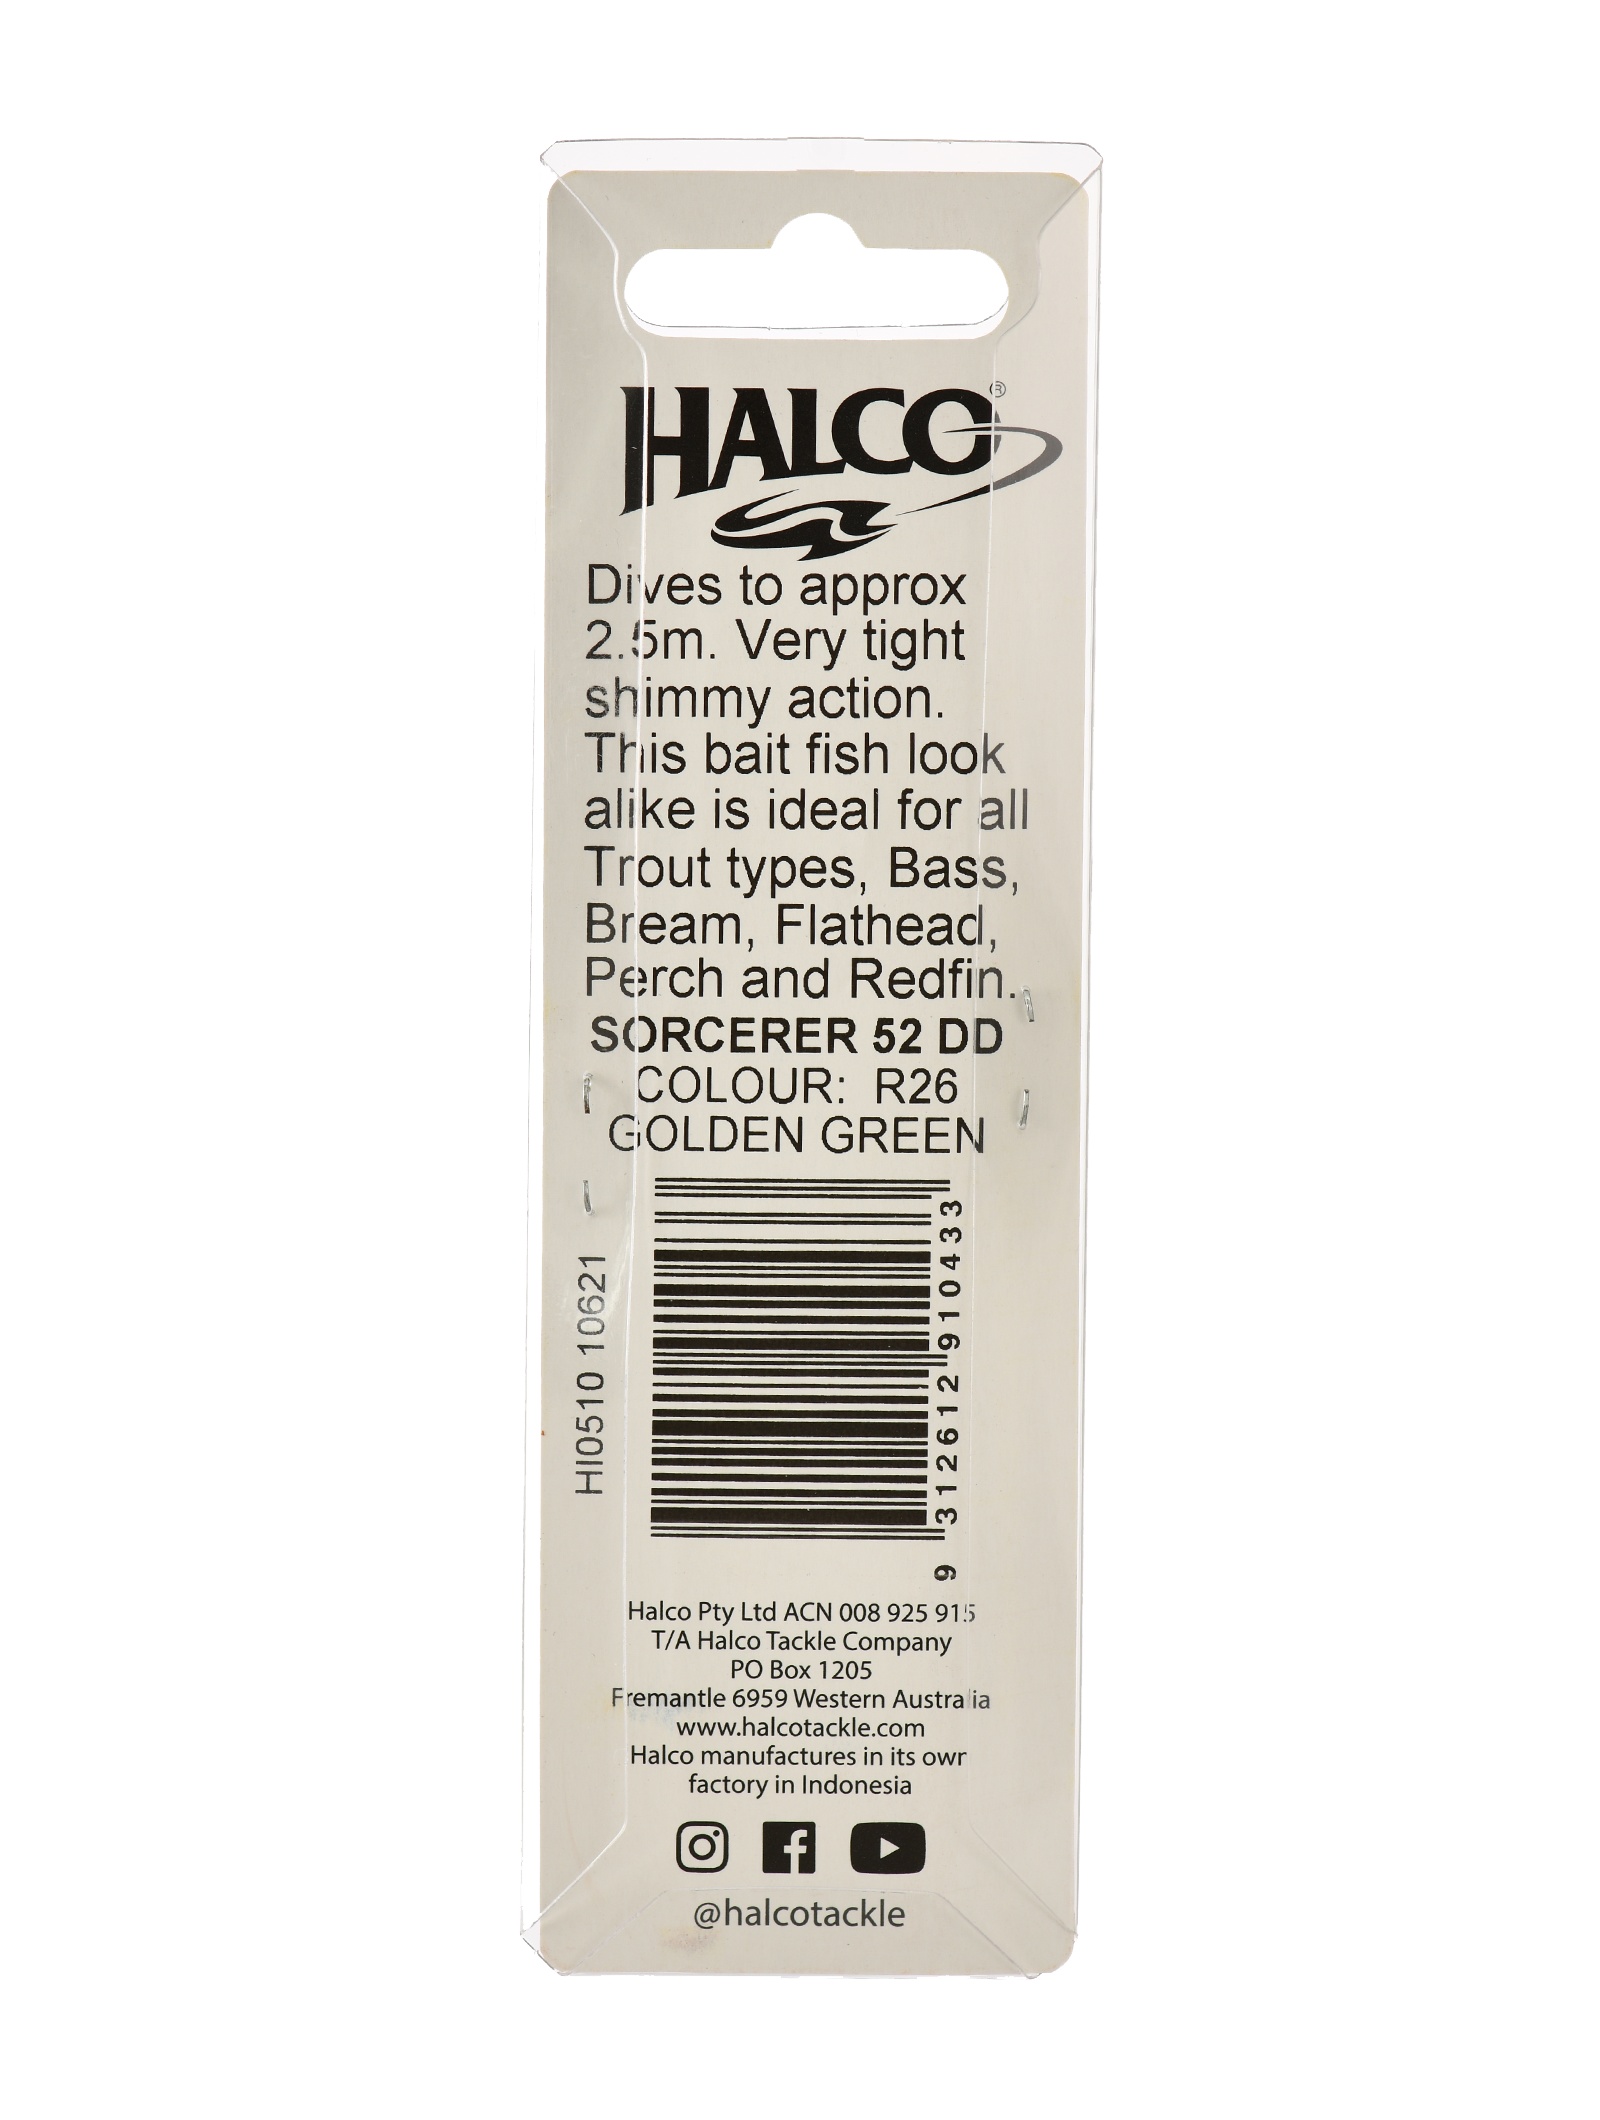 HALCO®
Dives to approx
2.5m. Very tight
shimmy action.
This bait fish look
alike is ideal for all
Trout types, Bass,
Bream, Flathead,
Perch and Redfin.
SORCERER 52 DD
COLOUR: R26
GOLDEN GREEN
9 312612 910433
HI0510 10621
Halco Pty Ltd ACN 008 925 915
T/A Halco Tackle Company
PO Box 1205
Fremantle 6959 Western Australia
www.halcotackle.com
Halco manufactures in its own
factory in Indonesia
@halcotackle